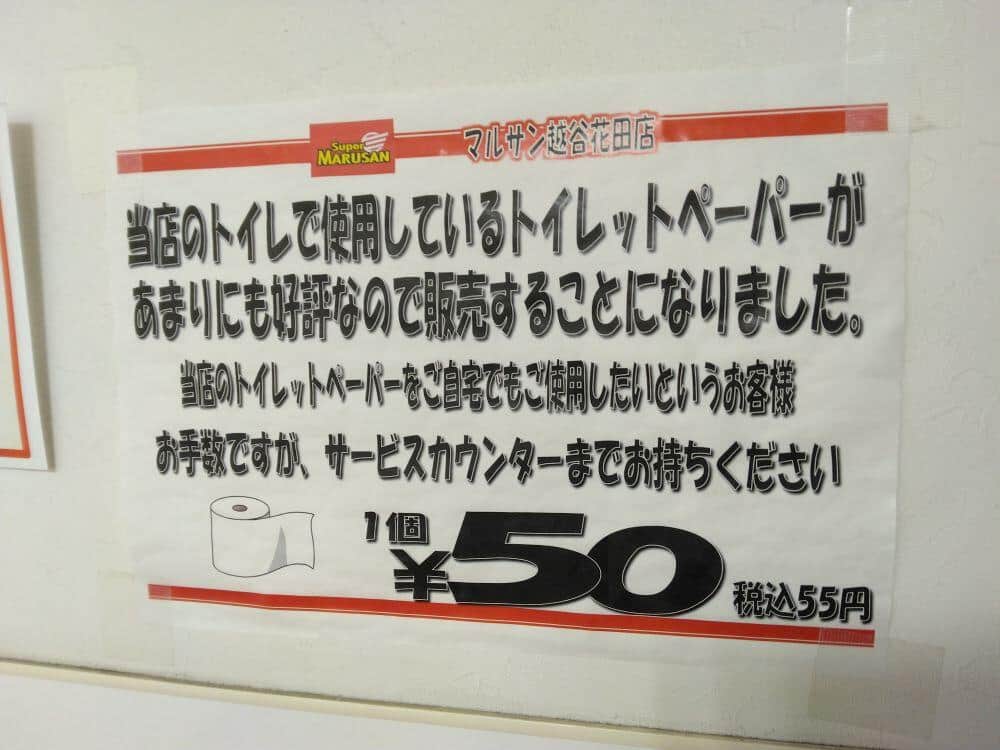 Super
MARUSAN
マルサン越谷花田店
当店のトイレで使用しているトイレットペーパーが
あまりにも好評なので販売することになりました。
当店のトイレットペーパーをご自宅でもご使用したいというお客様
お手数ですが、サービスカウンターまでお持ちください
1個
¥50
税込55円